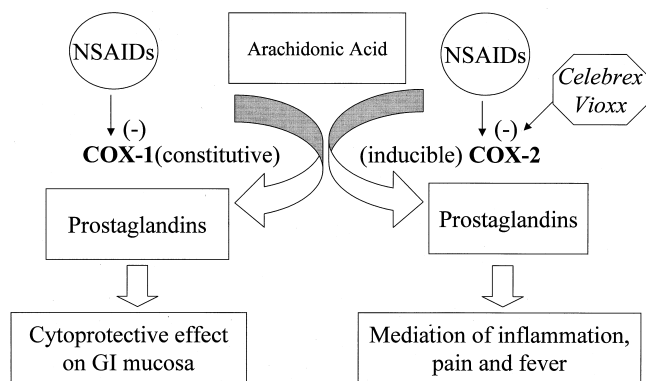 NSAIDs
Arachidonic Acid
NSAIDs
Celebrex
Vioxx
(-)
(-)
COX-1(constitutive)
(inducible) COX-2
Prostaglandins
Prostaglandins
Cytoprotective effect
on GI mucosa
Mediation of inflammation,
pain and fever